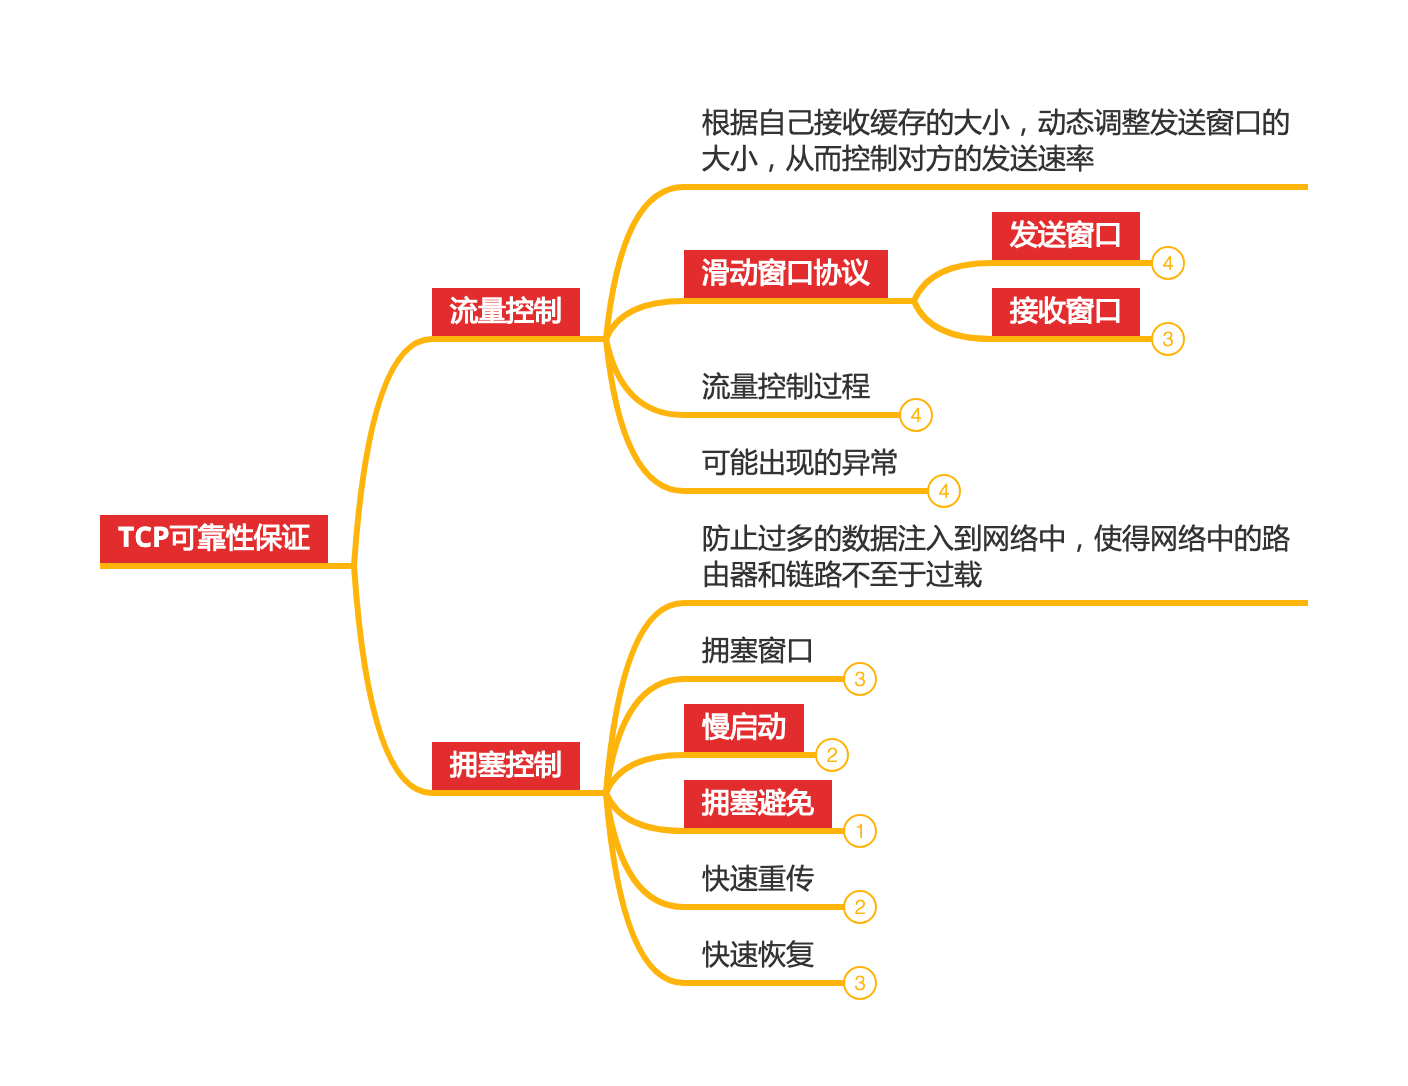 TCP可靠性保证
流量控制
根据自己接收缓存的大小，动态调整发送窗口的
大小，从而控制对方的发送速率
滑动窗口协议
发送窗口
4
接收窗口
3
流量控制过程
4
可能出现的异常
4
拥塞控制
防止过多的数据注入到网络中，使得网络中的路
由器和链路不至于过载
拥塞窗口
3
慢启动
2
拥塞避免
1
快速重传
2
快速恢复
3